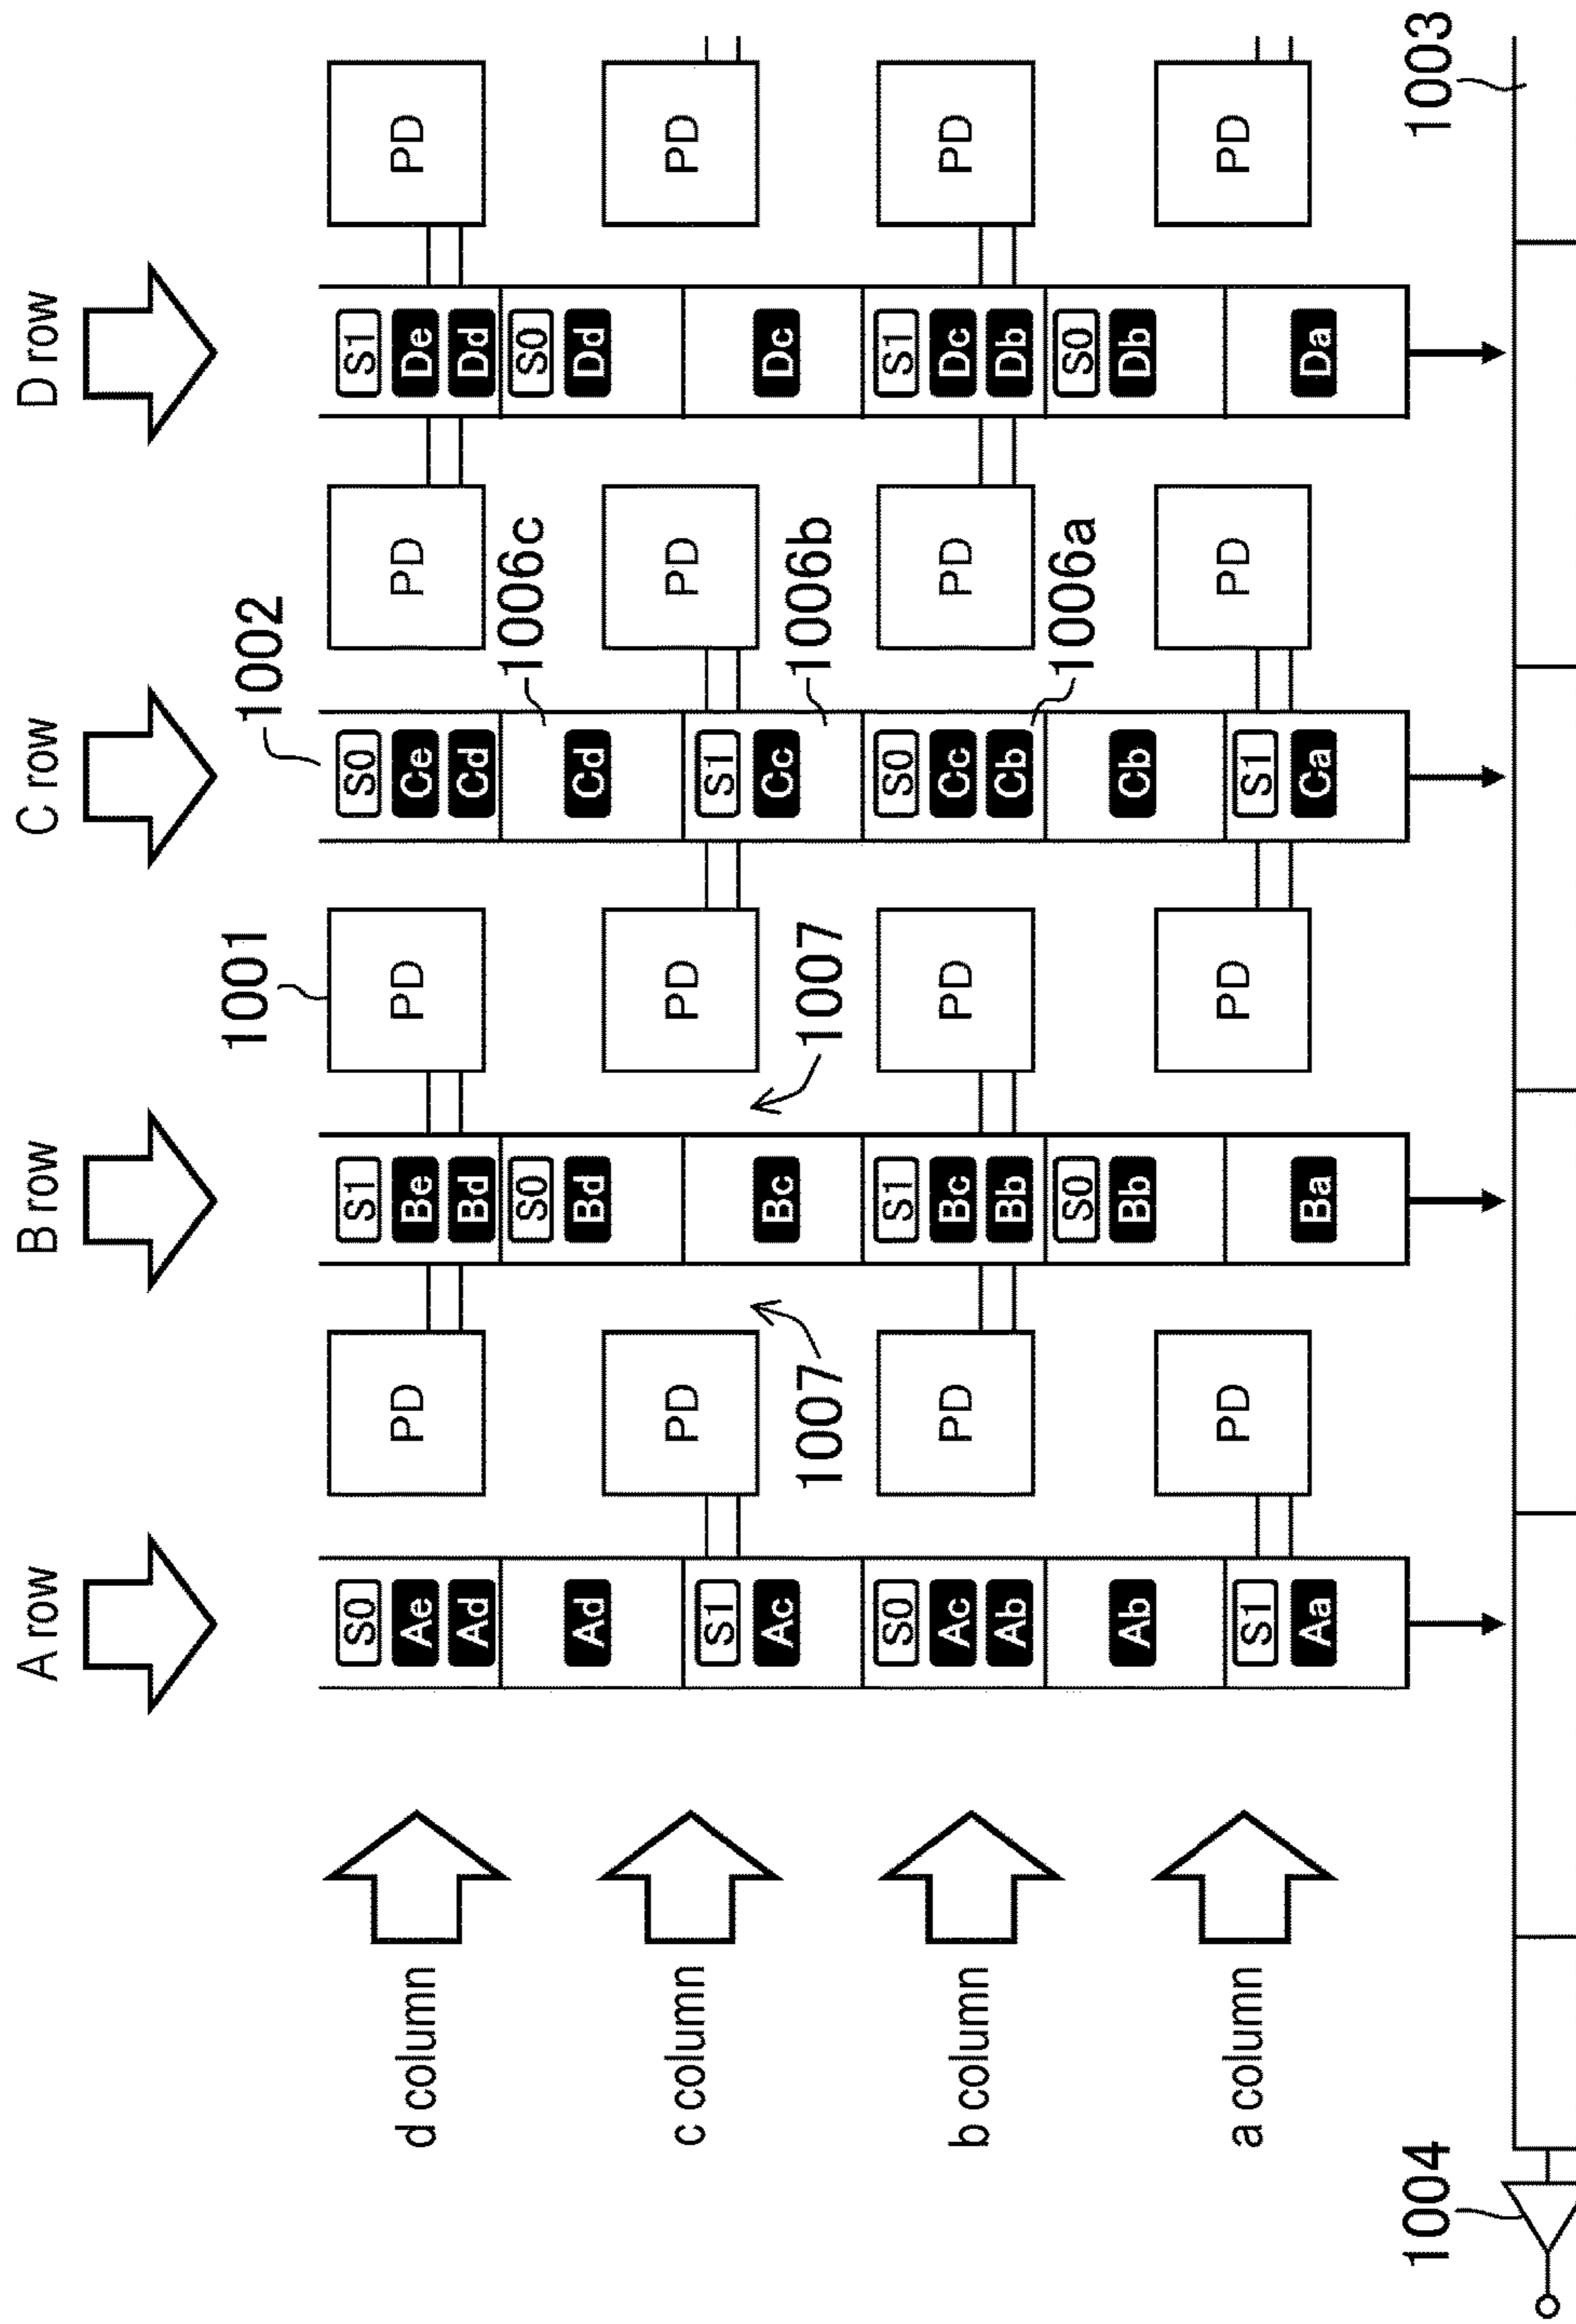 A row B row C row D row
1001 1002
S0 S1 S0 S1
d column Ae PD Be PD Ce PD De PD
Ad Bd Cd Dd
S0 1006c S0
Ad Bd Cd Dd
c column PD PD PD PD
S1 S1
Ac Bc Cc Dc
1007 1007 1006b
S0 S1 S0 S1
b column Ac PD Bc PD Cc PD Dc PD
Ab Bb Cb Db
S0 1006a S0
Ab Bb Cb Db
a column S1 PD PD S1 PD PD
Aa Ba Ca Da
1004 1003